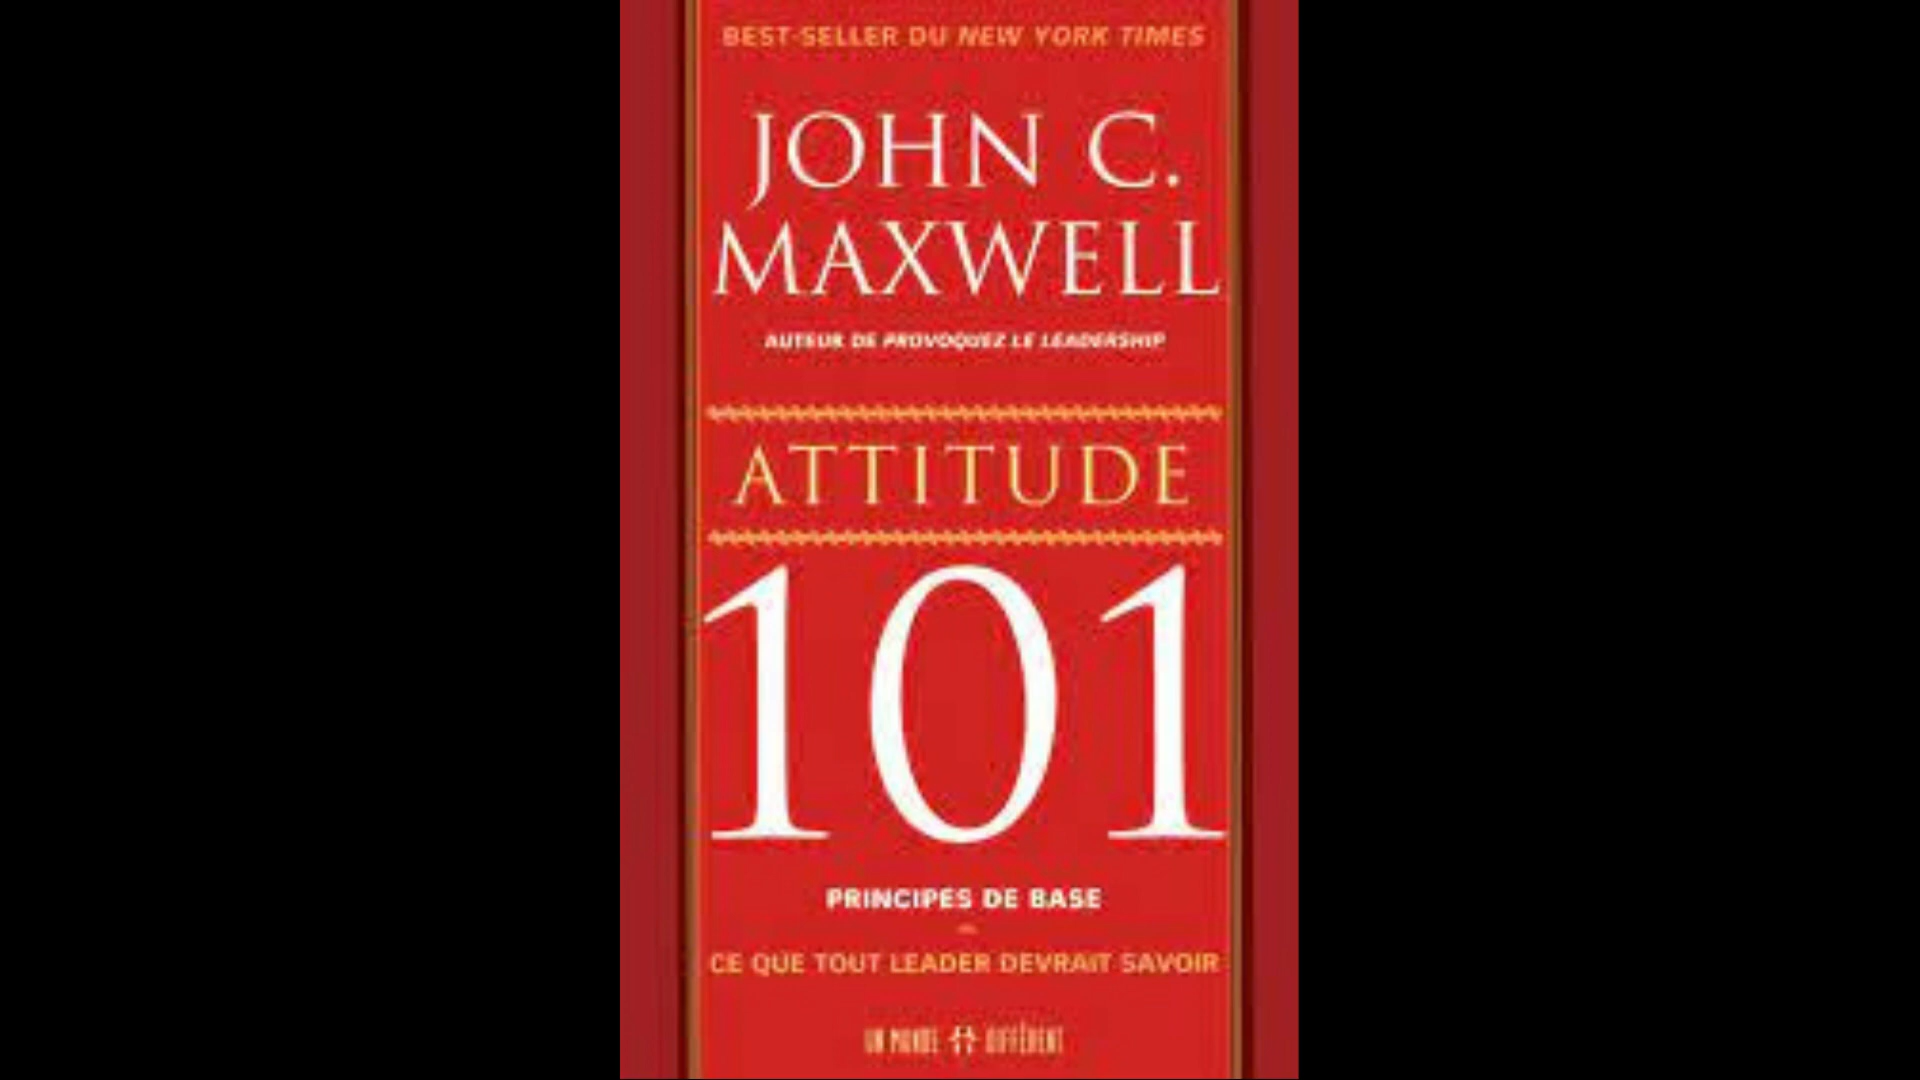 BEST-SELLER DU NEW YORK TIMES
JOHN C.
MAXWELL
AUTEUR DE PROVOQUEZ LE LEADERSHIP
ATTITUDE
101
PRINCIPES DE BASE
CE QUE TOUT LEADER DEVRAIT SAVOIR
UN MONDE DIFFÉRENT